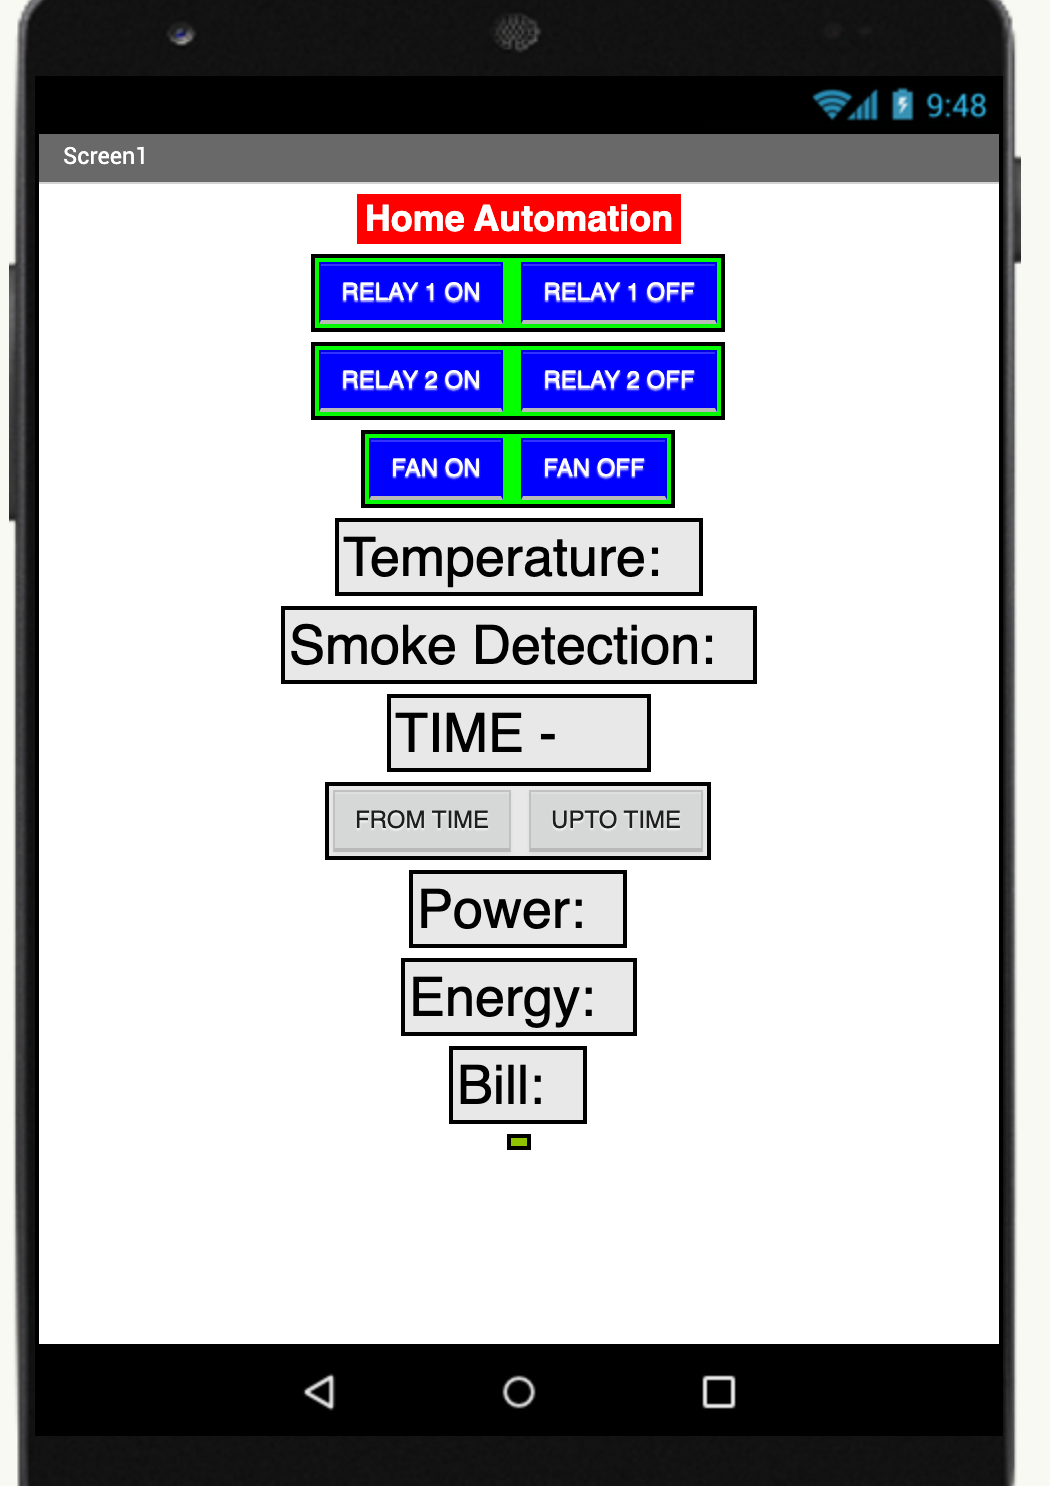 9:48
Screen1
Home Automation
RELAY 1 ON RELAY 1 OFF
RELAY 2 ON RELAY 2 OFF
FAN ON FAN OFF
Temperature:
Smoke Detection:
TIME -
FROM TIME UPTO TIME
Power:
Energy:
Bill: